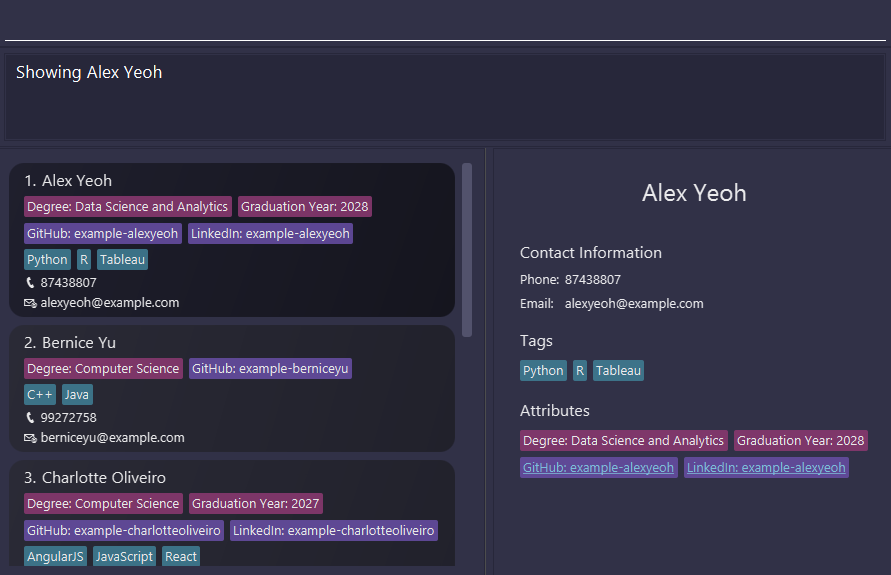 Showing Alex Yeoh
1. Alex Yeoh
Degree: Data Science and Analytics Graduation Year: 2028
GitHub: example-alexyeoh LinkedIn: example-alexyeoh
Python R Tableau
87438807
alexyeoh@example.com
2. Bernice Yu
Degree: Computer Science GitHub: example-berniceyu
C++ Java
99272758
berniceyu@example.com
3. Charlotte Oliveiro
Degree: Computer Science Graduation Year: 2027
GitHub: example-charlotteoliveiro LinkedIn: example-charlotteoliveiro
AngularJS JavaScript React
Alex Yeoh
Contact Information
Phone: 87438807
Email: alexyeoh@example.com
Tags
Python R Tableau
Attributes
Degree: Data Science and Analytics Graduation Year: 2028
GitHub: example-alexyeoh LinkedIn: example-alexyeoh